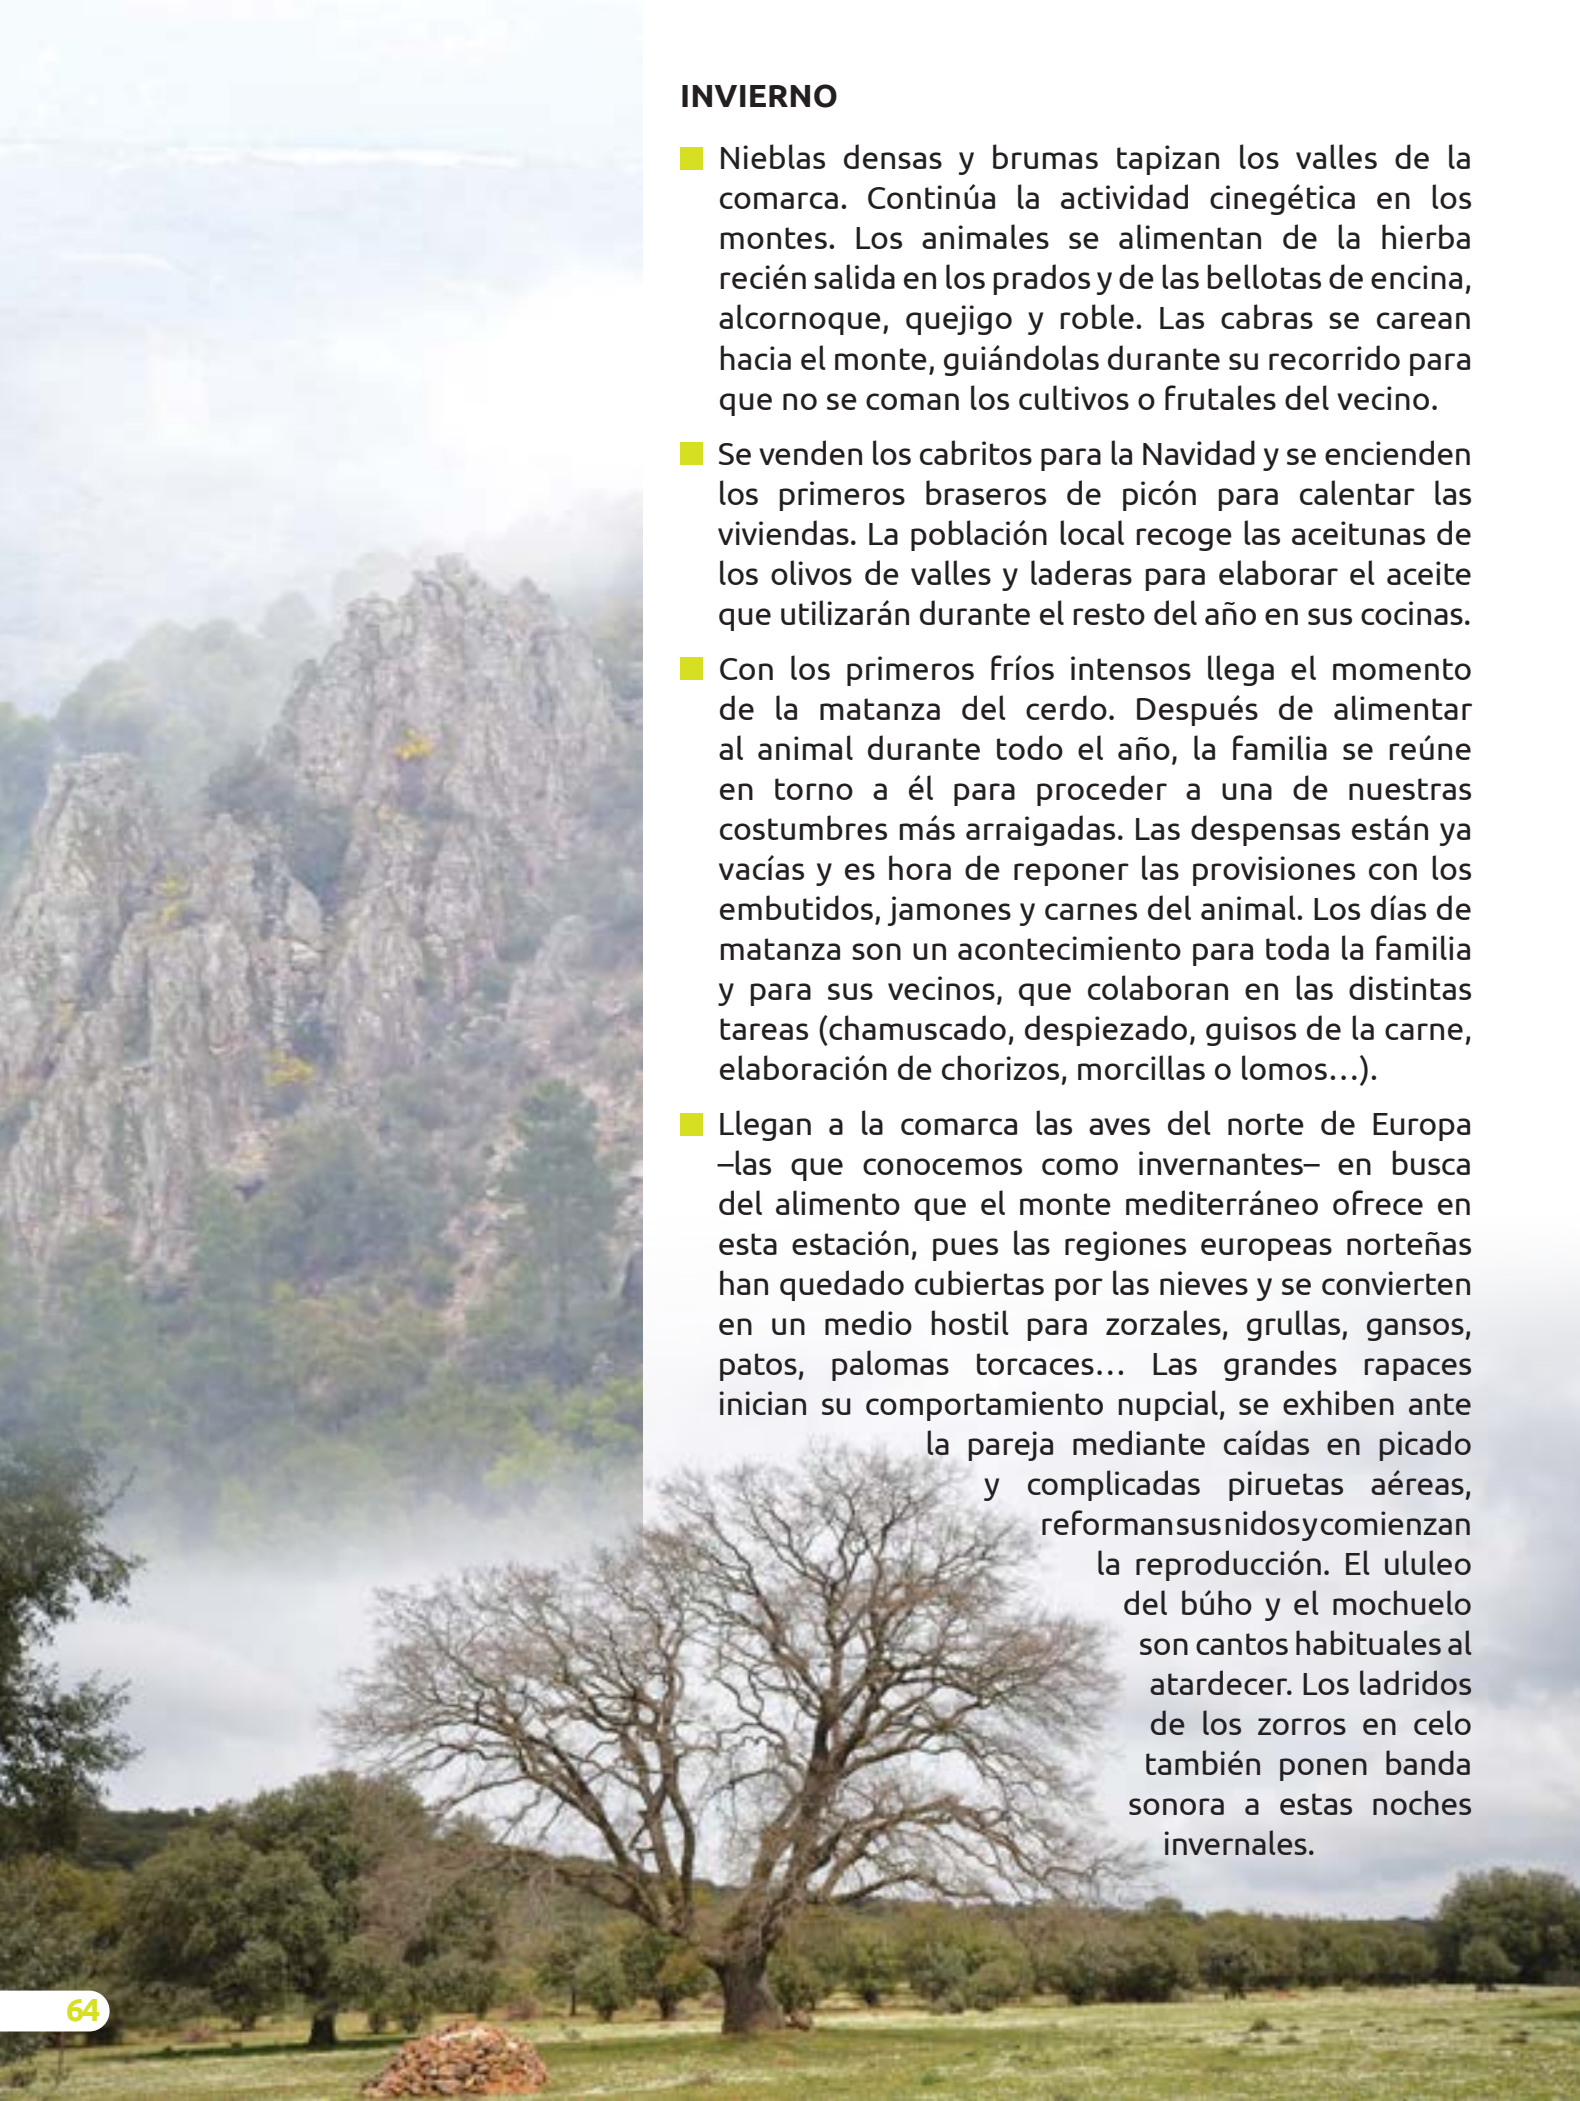 INVIERNO
Nieblas densas y brumas tapizan los valles de la
comarca. Continúa la actividad cinegética en los
montes. Los animales se alimentan de la hierba
recién salida en los prados y de las bellotas de encina,
alcornoque, quejigo y roble. Las cabras se carean
hacia el monte, guiándolas durante su recorrido para
que no se coman los cultivos o frutales del vecino.
Se venden los cabritos para la Navidad y se encienden
los primeros braseros de picón para calentar las
viviendas. La población local recoge las aceitunas de
los olivos de valles y laderas para elaborar el aceite
que utilizarán durante el resto del año en sus cocinas.
Con los primeros fríos intensos llega el momento
de la matanza del cerdo. Después de alimentar
al animal durante todo el año, la familia se reúne
en torno a él para proceder a una de nuestras
costumbres más arraigadas. Las despensas están ya
vacías y es hora de reponer las provisiones con los
embutidos, jamones y carnes del animal. Los días de
matanza son un acontecimiento para toda la familia
y para sus vecinos, que colaboran en las distintas
tareas (chamuscado, despiezado, guisos de la carne,
elaboración de chorizos, morcillas o lomos…).
Llegan a la comarca las aves del norte de Europa
–las que conocemos como invernantes– en busca
del alimento que el monte mediterráneo ofrece en
esta estación, pues las regiones europeas norteñas
han quedado cubiertas por las nieves y se convierten
en un medio hostil para zorzales, grullas, gansos,
patos, palomas torcaces… Las grandes rapaces
inician su comportamiento nupcial, se exhiben ante
la pareja mediante caídas en picado
y complicadas piruetas aéreas,
reforman sus nidos y comienzan
la reproducción. El ululeo
del búho y el mochuelo
son cantos habituales al
atardecer. Los ladridos
de los zorros en celo
también ponen banda
sonora a estas noches
invernales.
64